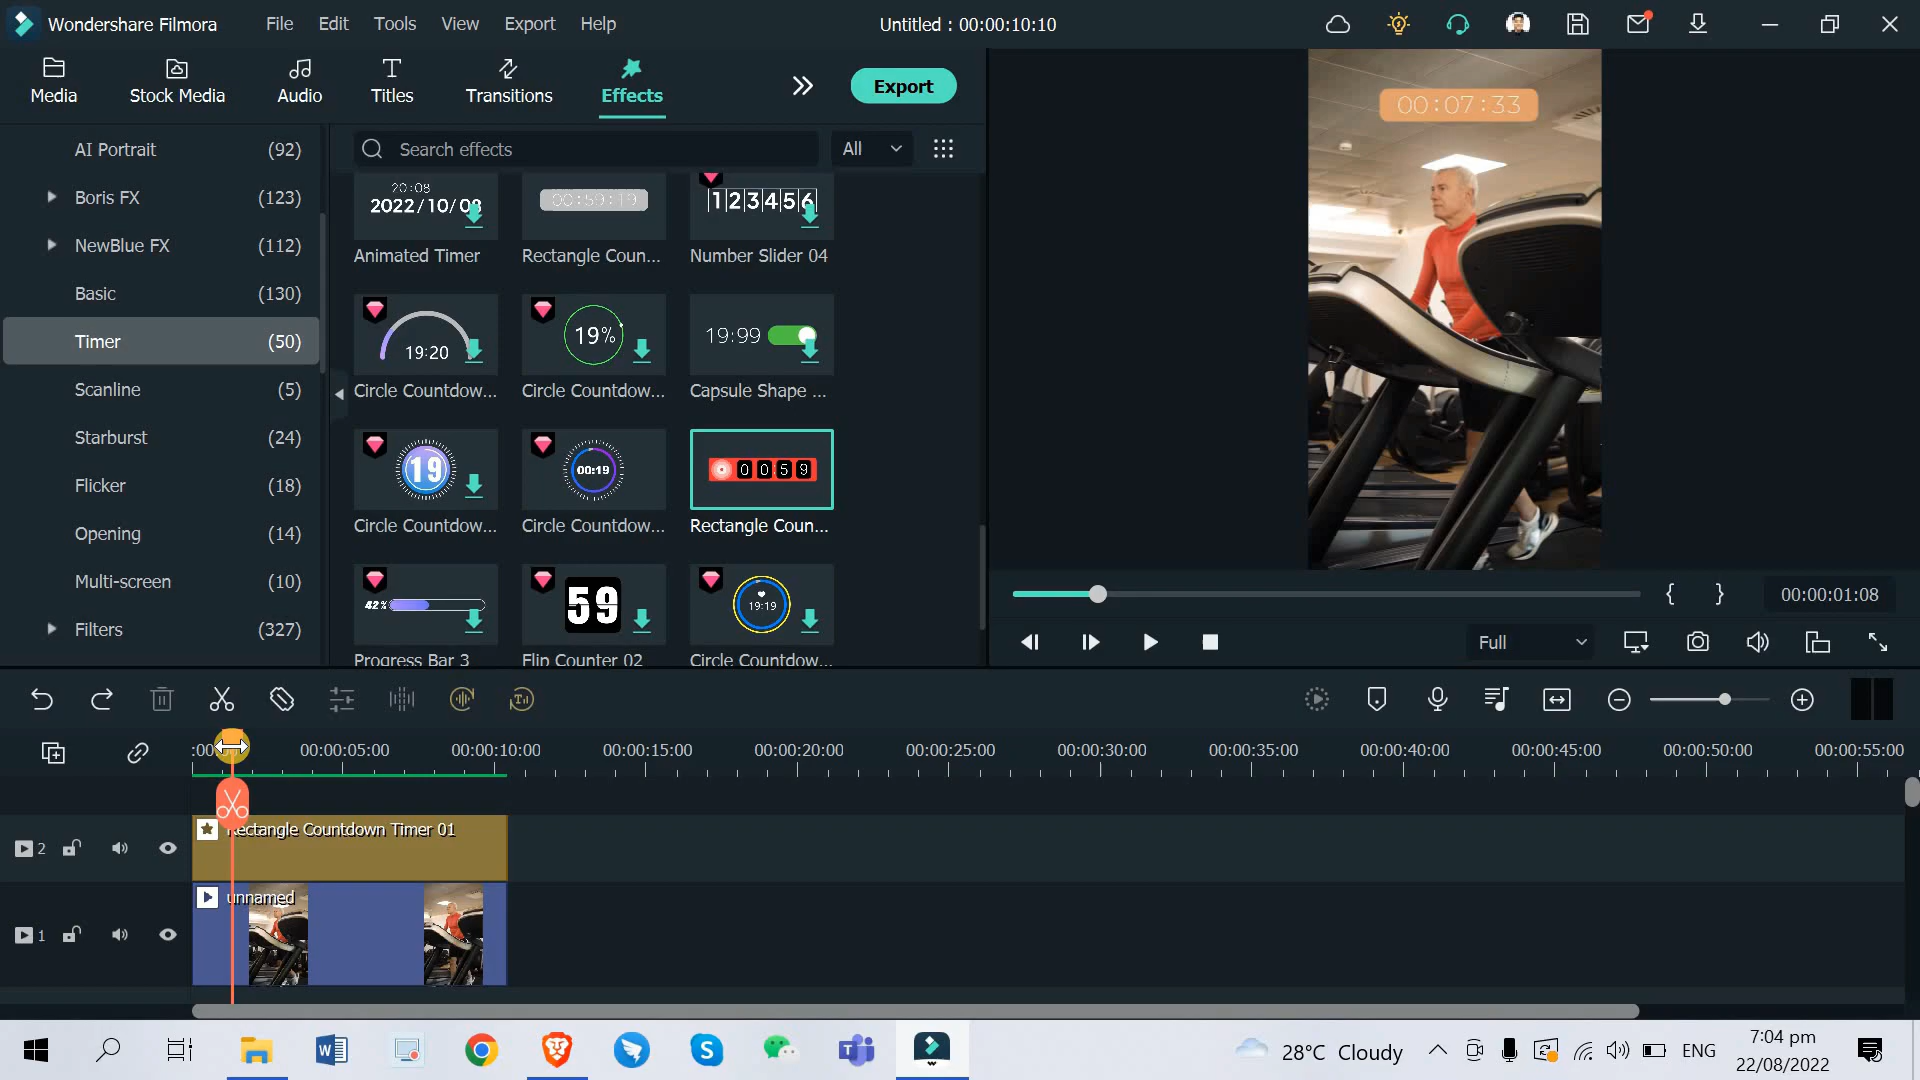 Wondershare Filmora File Edit Tools View Export Help Untitled : 00:00:10:10
Media Stock Media Audio Titles Transitions Effects Export
AI Portrait (92)
Boris FX (123)
NewBlue FX (112)
Basic (130)
Timer (50)
Scanline (5)
Starburst (24)
Flicker (18)
Opening (14)
Multi-screen (10)
Filters (327)
Search effects All
20:08
2022/10/08
00:59:19
123456
Animated Timer Rectangle Coun... Number Slider 04
19:20 19% 19:99
Circle Countdow... Circle Countdow... Capsule Shape ...
19 00:19 0 0 5 9
Circle Countdow... Circle Countdow... Rectangle Coun...
42% 59 19:19
Progress Bar 3 Flip Counter 02 Circle Countdow...
00:07:33
Full 00:00:01:08
00:00:05:00 00:00:10:00 00:00:15:00 00:00:20:00 00:00:25:00 00:00:30:00 00:00:35:00 00:00:40:00 00:00:45:00 00:00:50:00 00:00:55:00
2 Rectangle Countdown Timer 01
1 unnamed
28°C Cloudy ENG 7:04 pm
22/08/2022